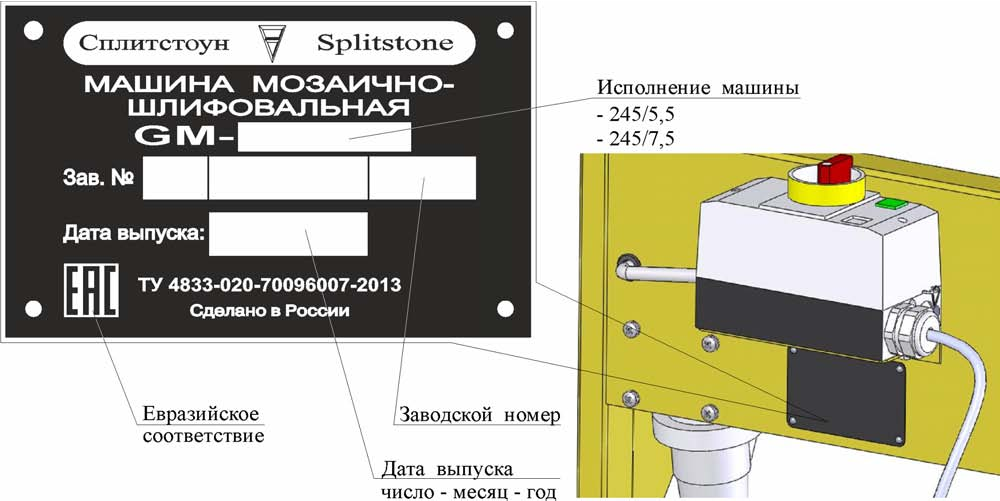 Сплитстоун Splitstone
МАШИНА МОЗАИЧНО-
ШЛИФОВАЛЬНАЯ
GM-
Зав. №
Дата выпуска:
EAC ТУ 4833-020-70096007-2013
Сделано в России
Исполнение машины
- 245/5,5
- 245/7,5
Евразийское
соответствие
Заводской номер
Дата выпуска
число - месяц - год